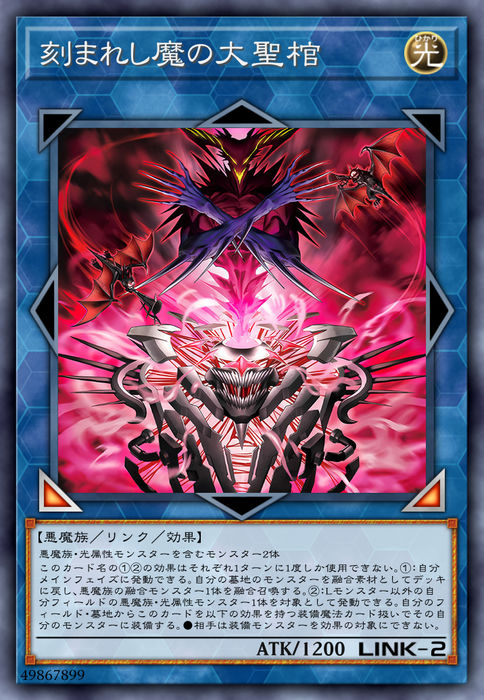 刻まれし魔の大聖棺
ひかり
光
【悪魔族／リンク／効果】
悪魔族・光属性モンスターを含むモンスター2体
このカード名の①②の効果はそれぞれ1ターンに1度しか使用できない。①：自分
メインフェイズに発動できる。自分の墓地のモンスターを融合素材としてデッキ
に戻し、悪魔族の融合モンスター1体を融合召喚する。②：Lモンスター以外の自
分フィールドの悪魔族・光属性モンスター1体を対象として発動できる。自分のフ
ィールド・墓地からこのカードを以下の効果を持つ装備魔法カード扱いでその自
分のモンスターに装備する。●相手は装備モンスターを効果の対象にできない。
ATK/1200 LINK-2
49867899